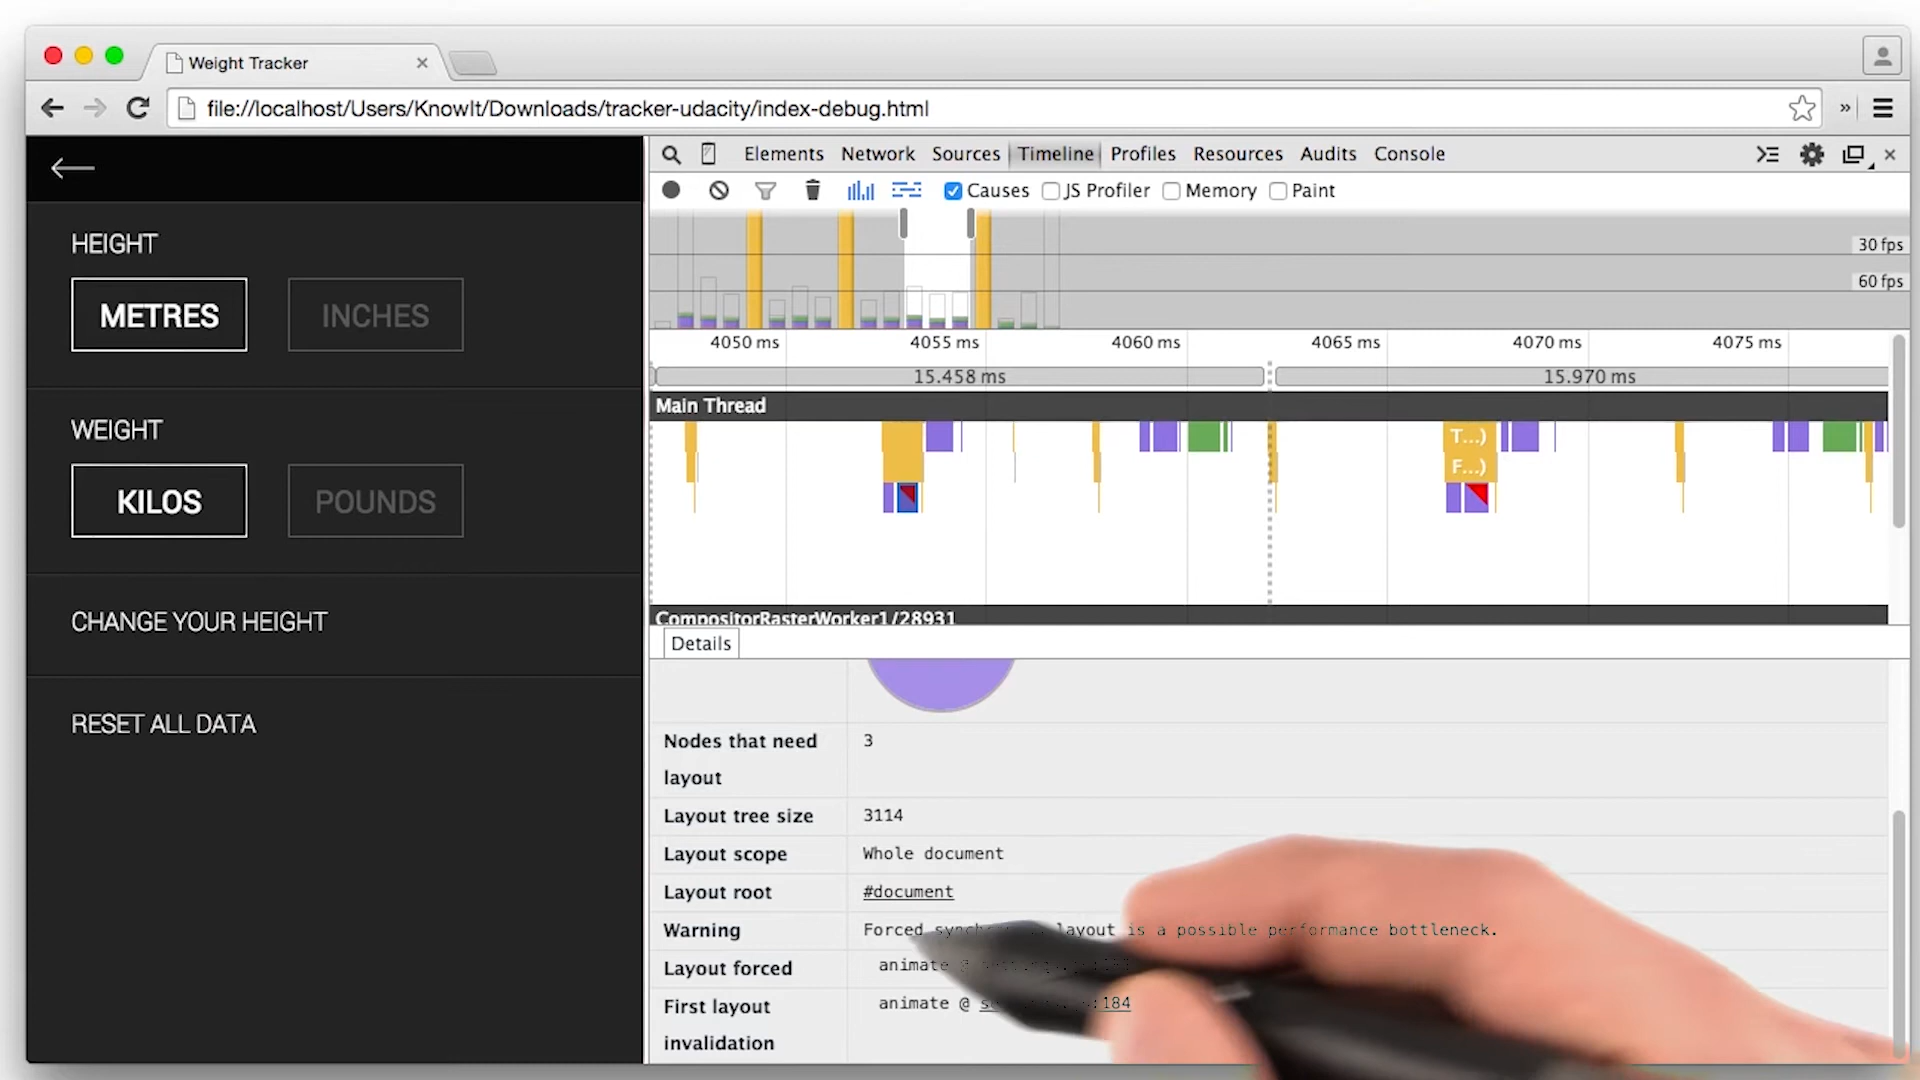 Weight Tracker
file://localhost/Users/KnowIt/Downloads/tracker-udacity/index-debug.html
Elements Network Sources Timeline Profiles Resources Audits Console
Causes JS Profiler Memory Paint
30 fps
60 fps
4050 ms 4055 ms 4060 ms 4065 ms 4070 ms 4075 ms
15.458 ms 15.970 ms
Main Thread
T...)
F...)
CompositorRasterWorker1/28931
Details
Nodes that need layout 3
Layout tree size 3114
Layout scope Whole document
Layout root #document
Warning Forced layout is a possible performance bottleneck.
Layout forced animate @
First layout invalidation animate @ :184
HEIGHT
METRES INCHES
WEIGHT
KILOS POUNDS
CHANGE YOUR HEIGHT
RESET ALL DATA